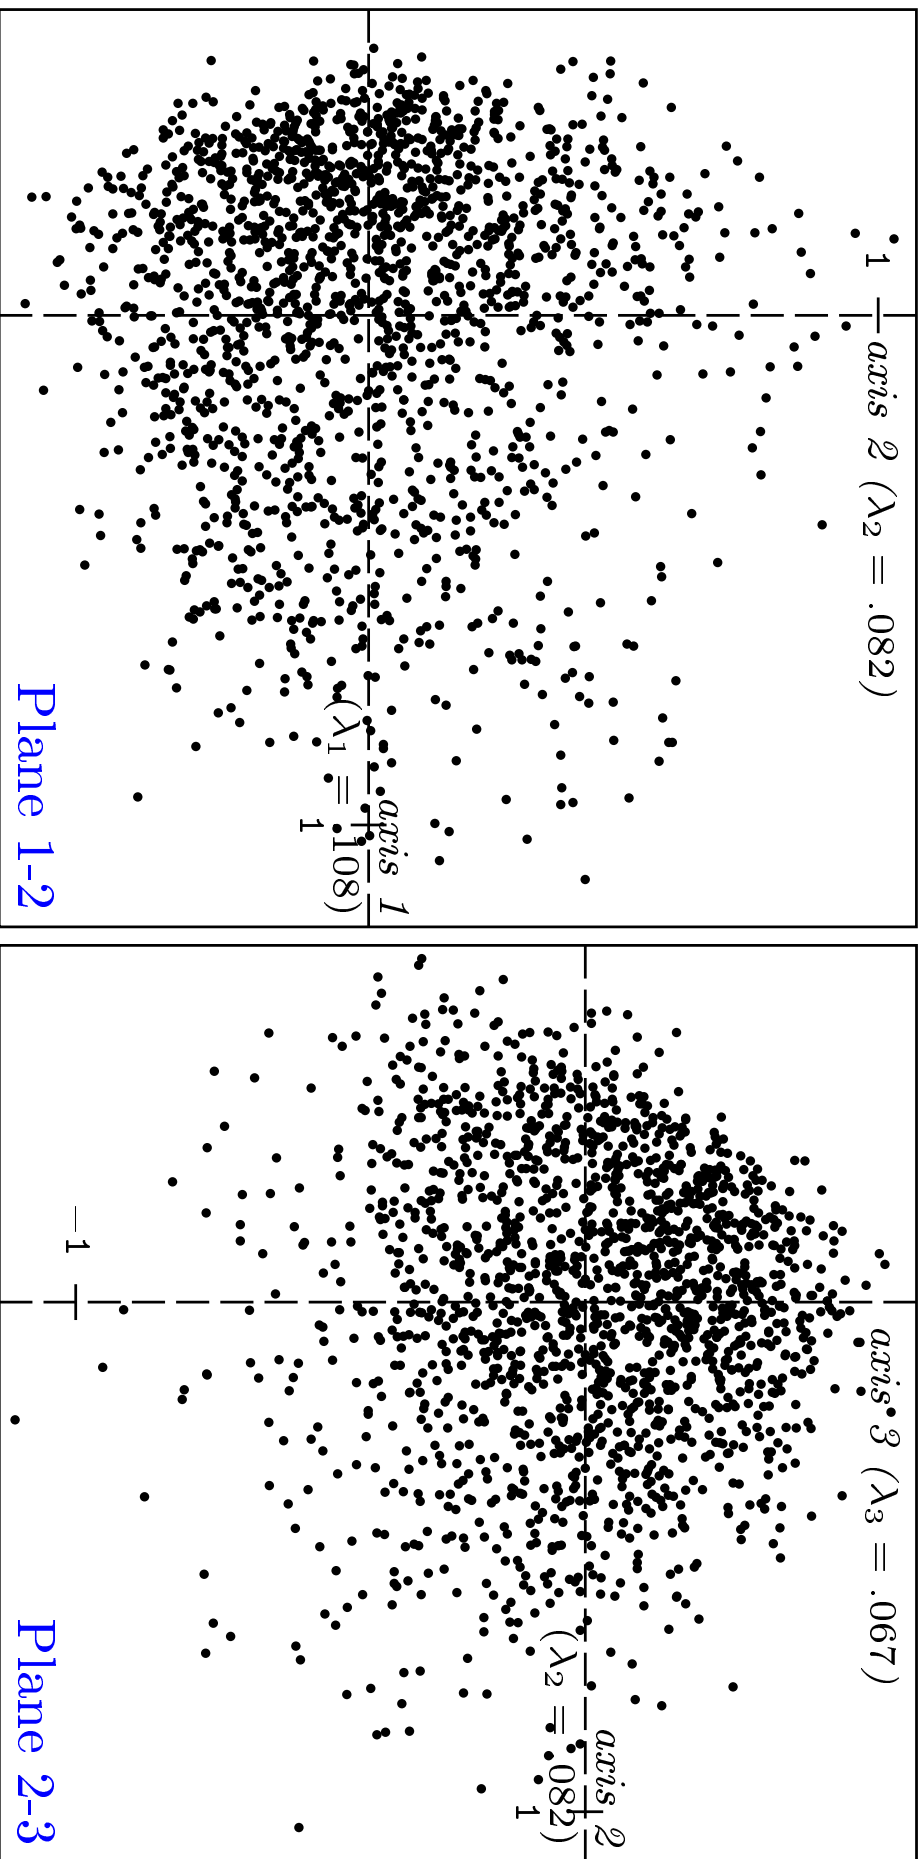 1
axis 2 (λ₂ = .082)
axis 1
(λ₁ = .108)
1
Plane 1-2
axis 3 (λ₃ = .067)
−1
axis 2
(λ₂ = .082)
1
Plane 2-3